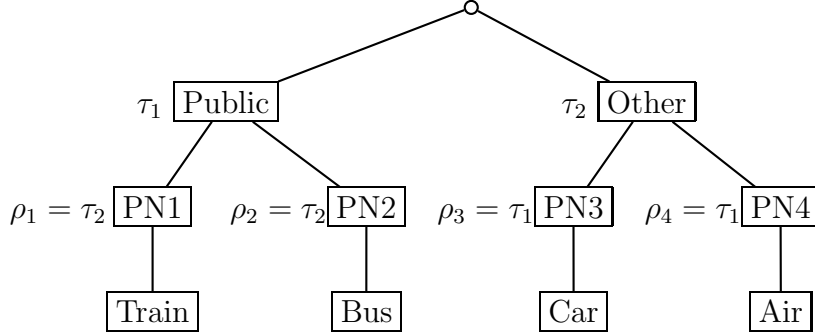 τ₁ Public τ₂ Other
ρ₁ = τ₂ PN1 ρ₂ = τ₂ PN2 ρ₃ = τ₁ PN3 ρ₄ = τ₁ PN4
Train Bus Car Air